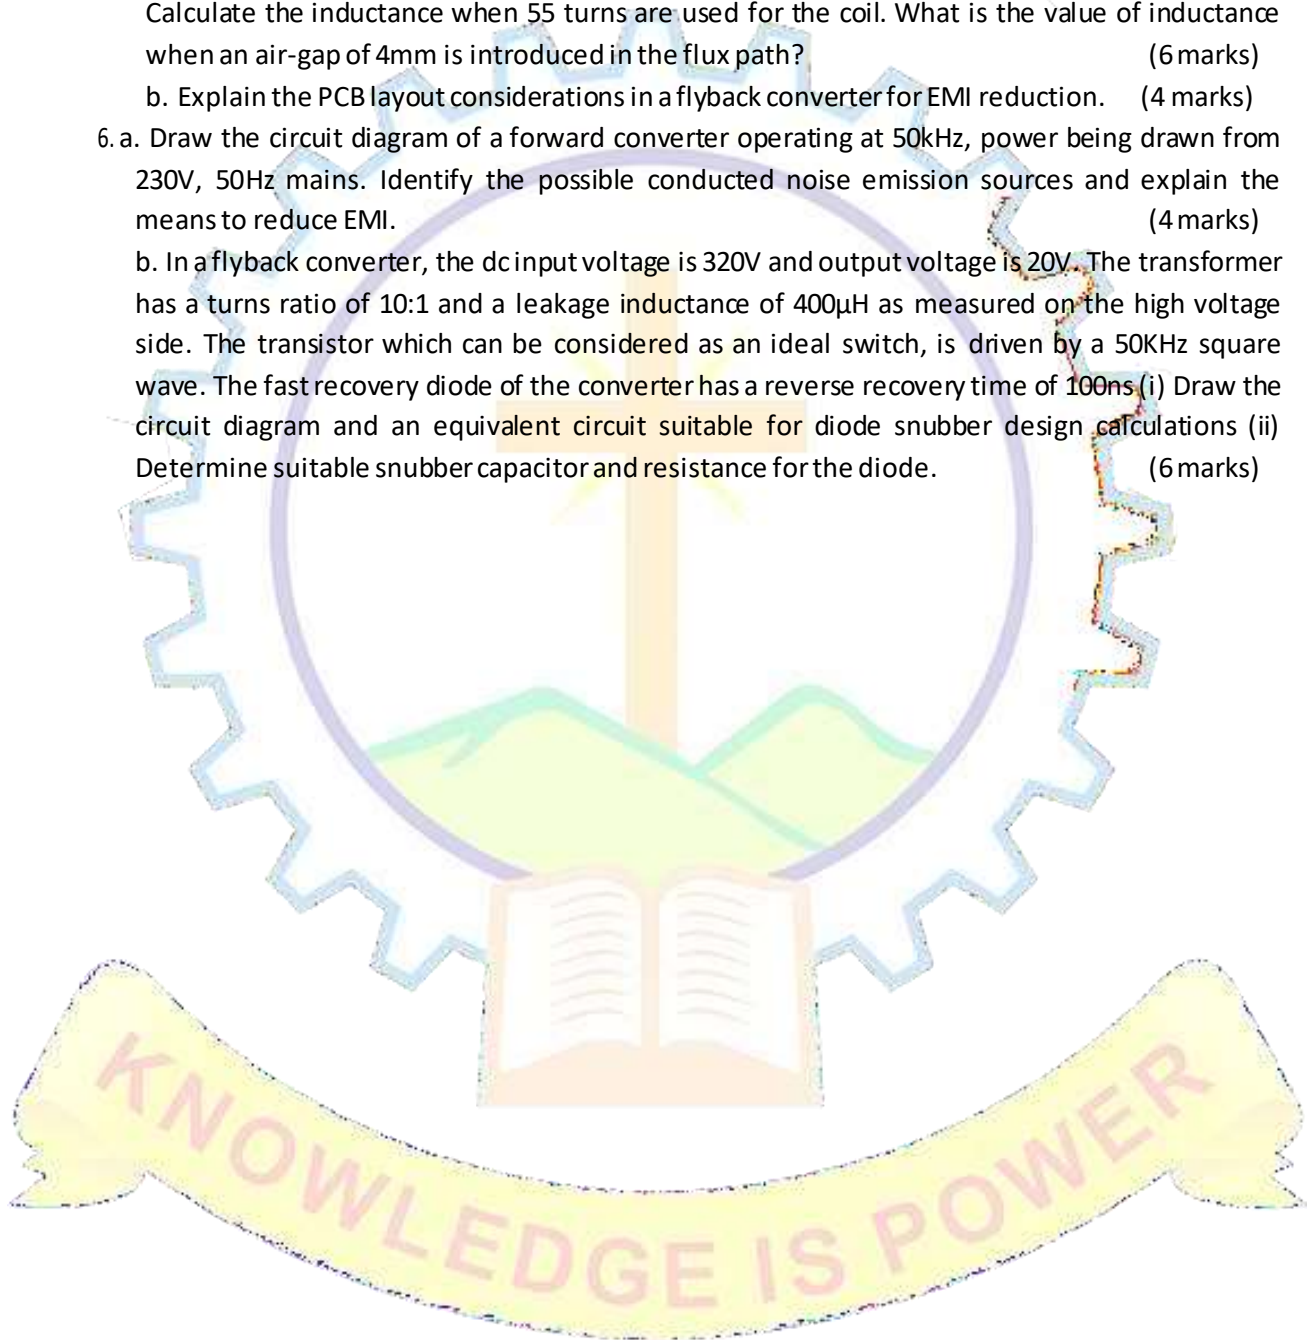 Calculate the inductance when 55 turns are used for the coil. What is the value of inductance
when an air-gap of 4mm is introduced in the flux path? (6 marks)
b. Explain the PCB layout considerations in a flyback converter for EMI reduction. (4 marks)
6. a. Draw the circuit diagram of a forward converter operating at 50kHz, power being drawn from
230V, 50Hz mains. Identify the possible conducted noise emission sources and explain the
means to reduce EMI. (4 marks)
b. In a flyback converter, the dc input voltage is 320V and output voltage is 20V. The transformer
has a turns ratio of 10:1 and a leakage inductance of 400µH as measured on the high voltage
side. The transistor which can be considered as an ideal switch, is driven by a 50KHz square
wave. The fast recovery diode of the converter has a reverse recovery time of 100ns (i) Draw the
circuit diagram and an equivalent circuit suitable for diode snubber design calculations (ii)
Determine suitable snubber capacitor and resistance for the diode. (6 marks)
KNOWLEDGE IS POWER